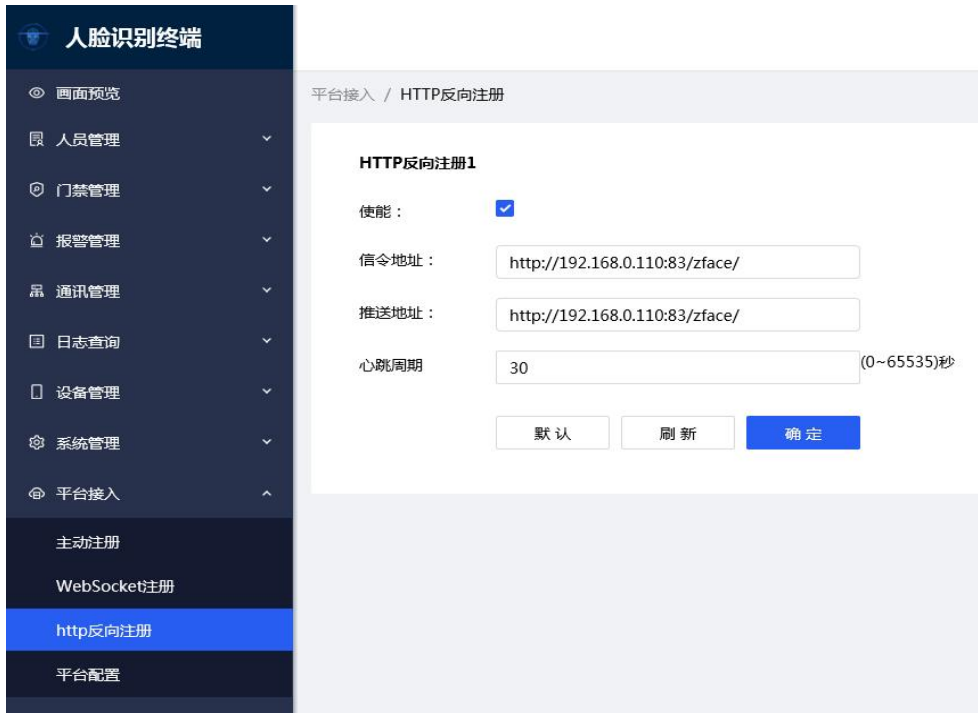 人脸识别终端
画面预览
人员管理
门禁管理
报警管理
通讯管理
日志查询
设备管理
系统管理
平台接入
主动注册
WebSocket注册
http反向注册
平台配置
平台接入 / HTTP反向注册
HTTP反向注册1
使能：
信令地址： http://192.168.0.110:83/zface/
推送地址： http://192.168.0.110:83/zface/
心跳周期 30 (0~65535)秒
默认 刷新 确定